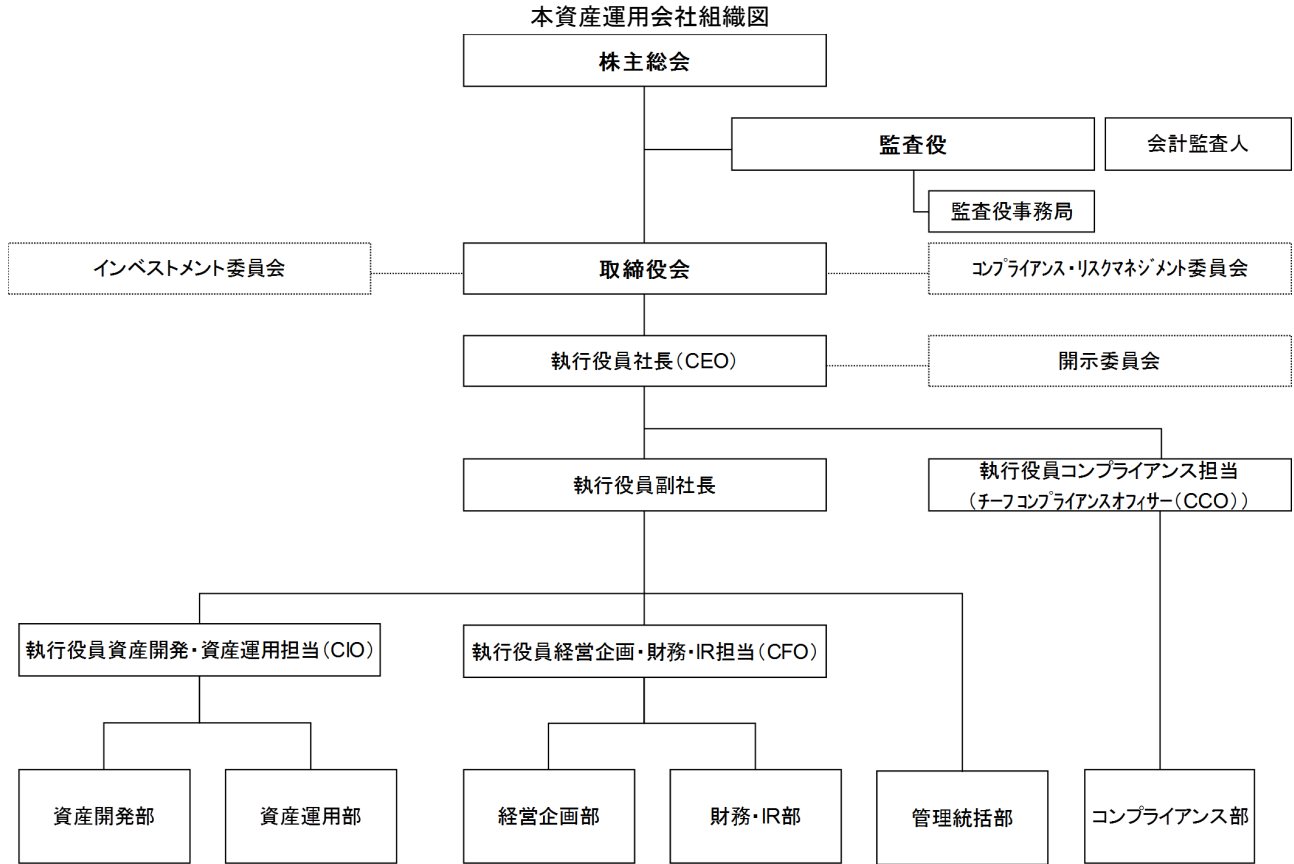 本資産運用会社組織図
株主総会
監査役
会計監査人
監査役事務局
インベストメント委員会
取締役会
コンプライアンス・リスクマネジメント委員会
執行役員社長（CEO）
開示委員会
執行役員副社長
執行役員コンプライアンス担当
（チーフコンプライアンスオフィサー（CCO））
執行役員資産開発・資産運用担当（CIO）
執行役員経営企画・財務・IR担当（CFO）
資産開発部
資産運用部
経営企画部
財務・IR部
管理統括部
コンプライアンス部